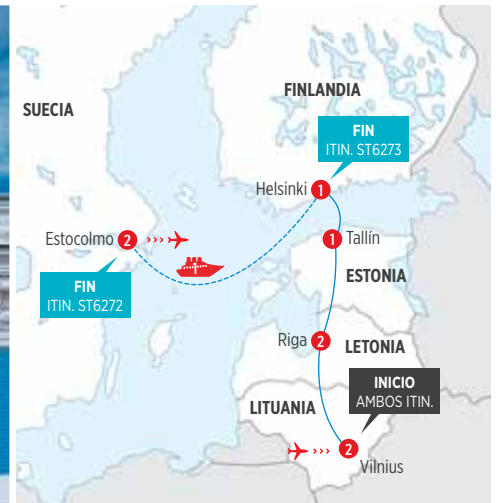 FINLANDIA
SUECIA
FIN
ITIN. ST6273
Helsinki 1
Estocolmo 2
1 Tallín
FIN
ITIN. ST6272
ESTONIA
Riga 2
LETONIA
INICIO
AMBOS ITIN.
LITUANIA
2
Vilnius